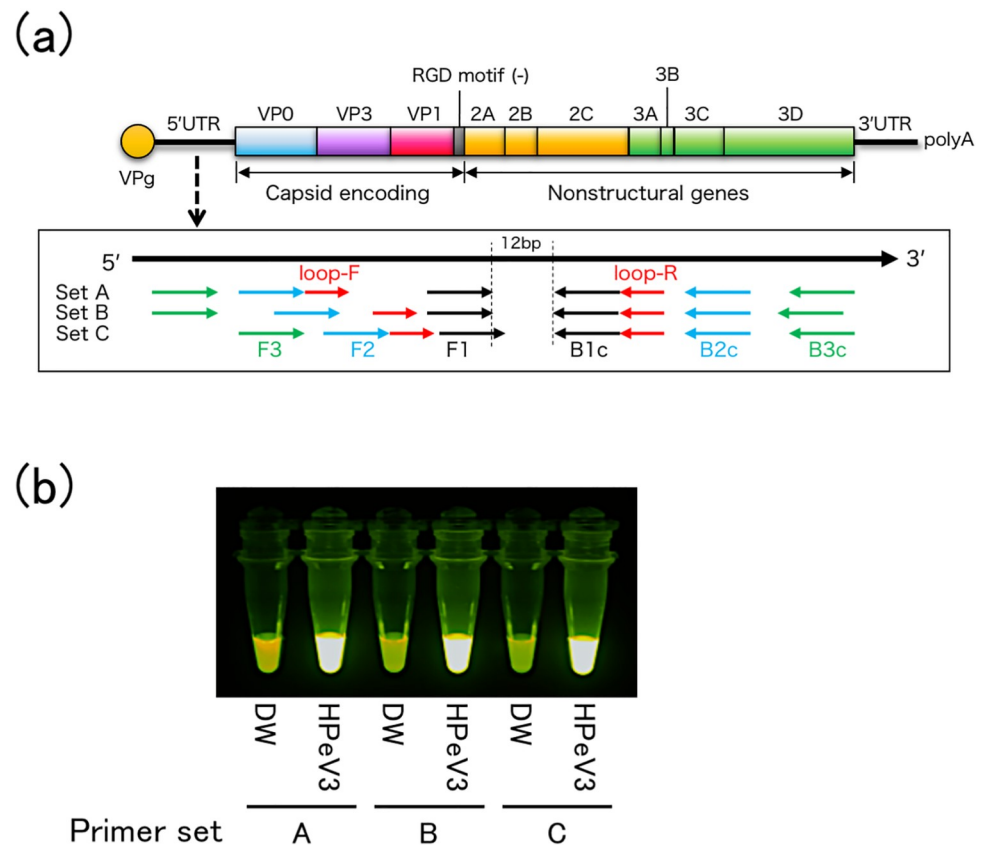 (a)
RGD motif (-)
3B
5′UTR
VP0
VP3
VP1
2A
2B
2C
3A
3C
3D
3′UTR
polyA
VPg
Capsid encoding
Nonstructural genes
12bp
5′
3′
loop-F
loop-R
Set A
Set B
Set C
F3
F2
F1
B1c
B2c
B3c
(b)
DW
HPeV3
DW
HPeV3
DW
HPeV3
Primer set
A
B
C